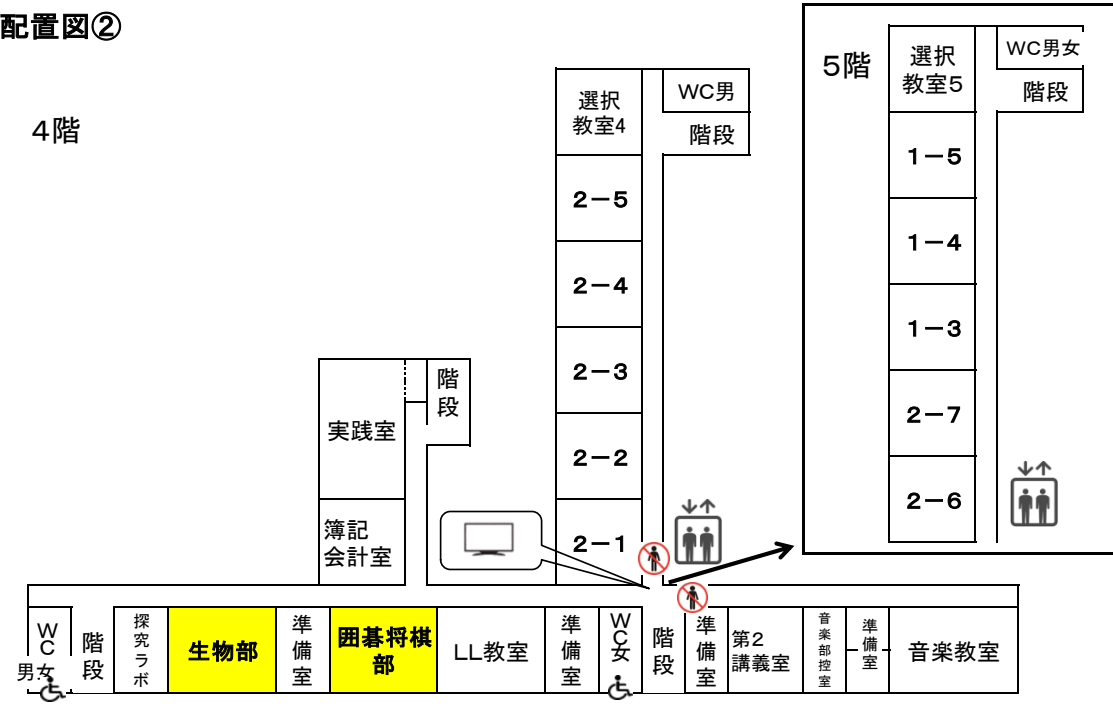 配置図②
4階
選択
教室4
WC男
階段
2－5
2－4
2－3
2－2
2－1
階
段
実践室
簿記
会計室
5階
選択
教室5
WC男女
階段
1－5
1－4
1－3
2－7
2－6
WC
男女
階
段
探究ラボ
生物部
準備室
囲碁将棋
部
LL教室
準備室
WC女
階
段
準備室
第2
講義室
音楽部控室
準備室
音楽教室